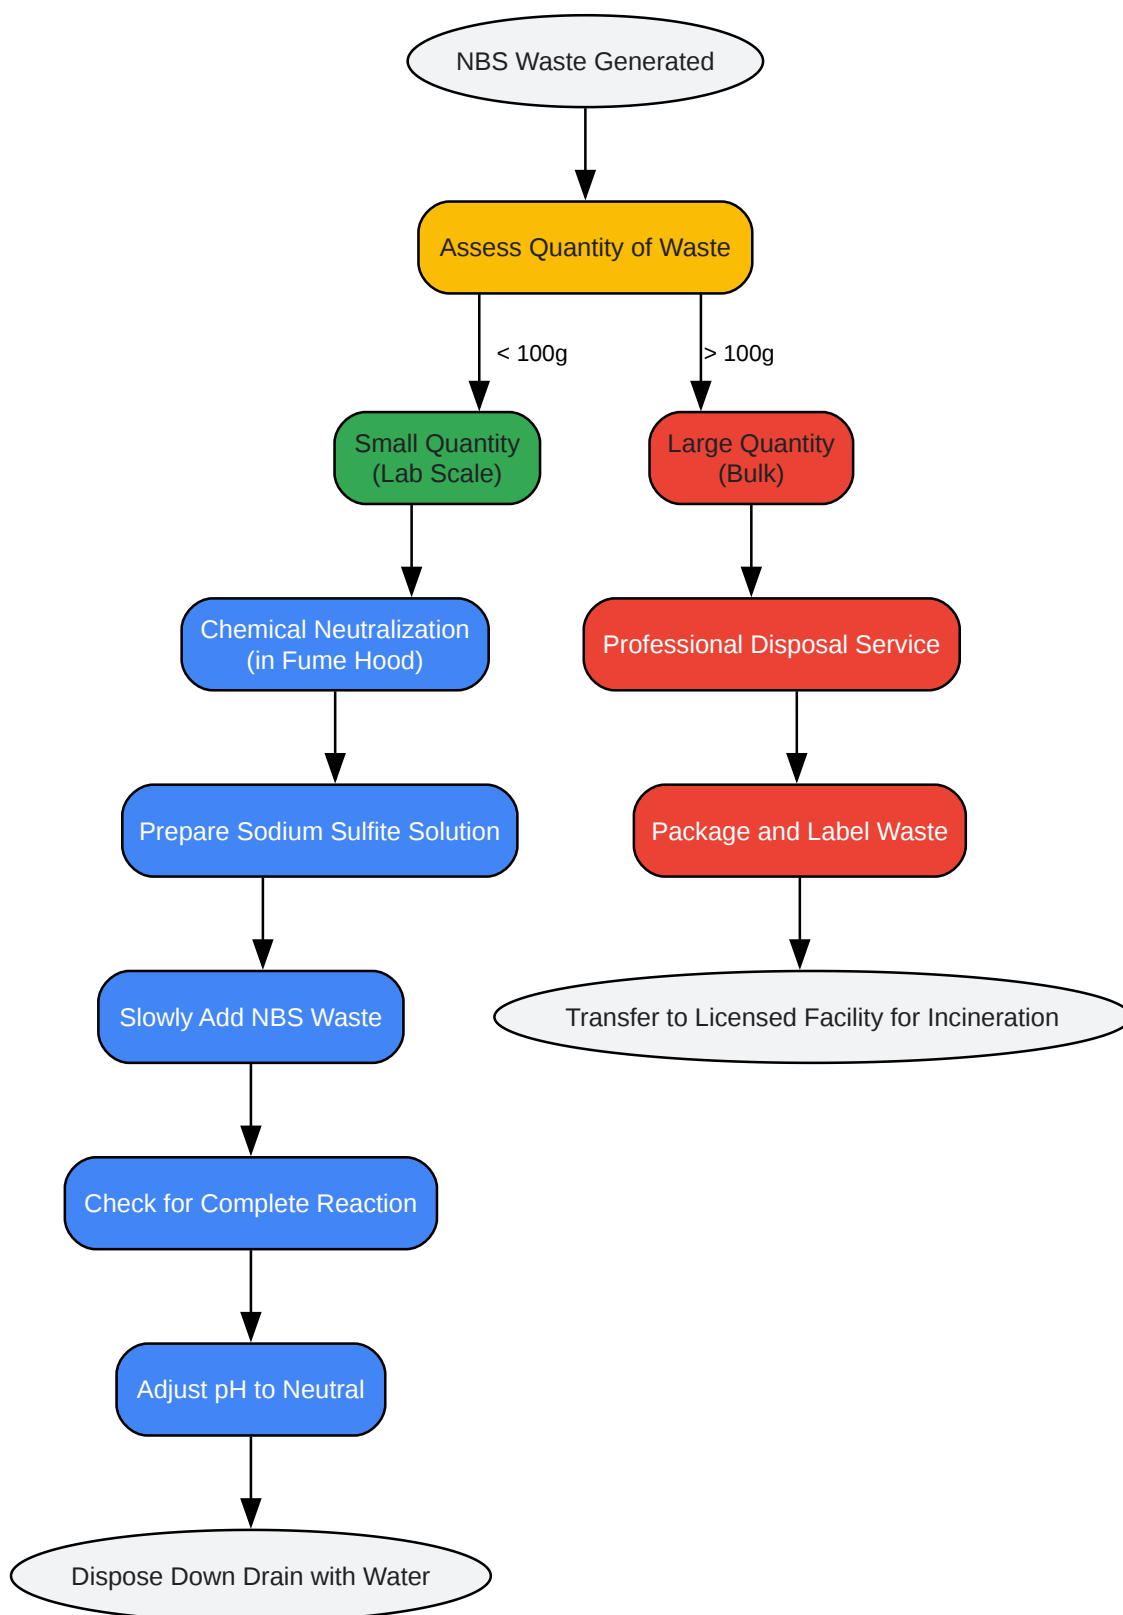 NBS Waste Generated
Assess Quantity of Waste
< 100g
> 100g
Small Quantity
(Lab Scale)
Large Quantity
(Bulk)
Chemical Neutralization
(in Fume Hood)
Professional Disposal Service
Prepare Sodium Sulfite Solution
Package and Label Waste
Slowly Add NBS Waste
Transfer to Licensed Facility for Incineration
Check for Complete Reaction
Adjust pH to Neutral
Dispose Down Drain with Water